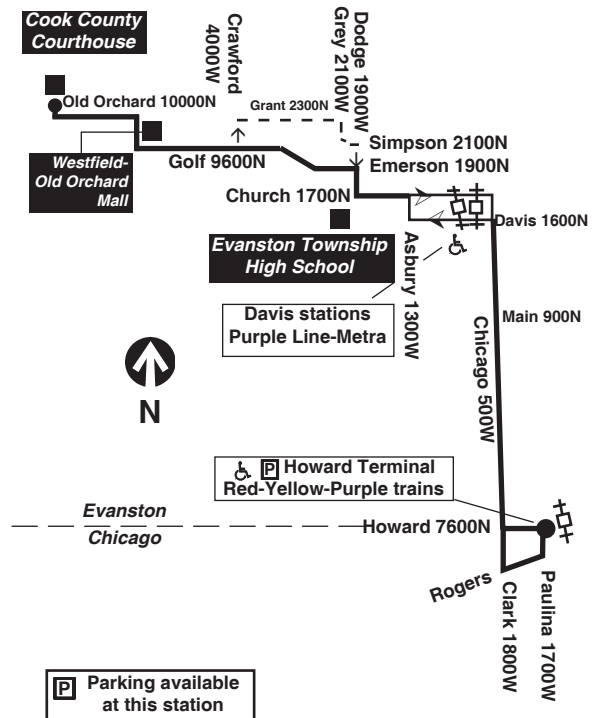 Cook County
Courthouse
Crawford
4000W
Dodge 1900W
Grey 2100W
Old Orchard 10000N
Grant 2300N
Simpson 2100N
Golf 9600N
Emerson 1900N
Westfield-
Old Orchard
Mall
Church 1700N
Davis 1600N
Evanston Township
High School
Asbury 1300W
Davis stations
Purple Line-Metra
Main 900N
Chicago 500W
N
P Howard Terminal
Red-Yellow-Purple trains
Evanston
Chicago
Howard 7600N
Rogers
Clark 1800W
Paulina 1700W
P Parking available
at this station